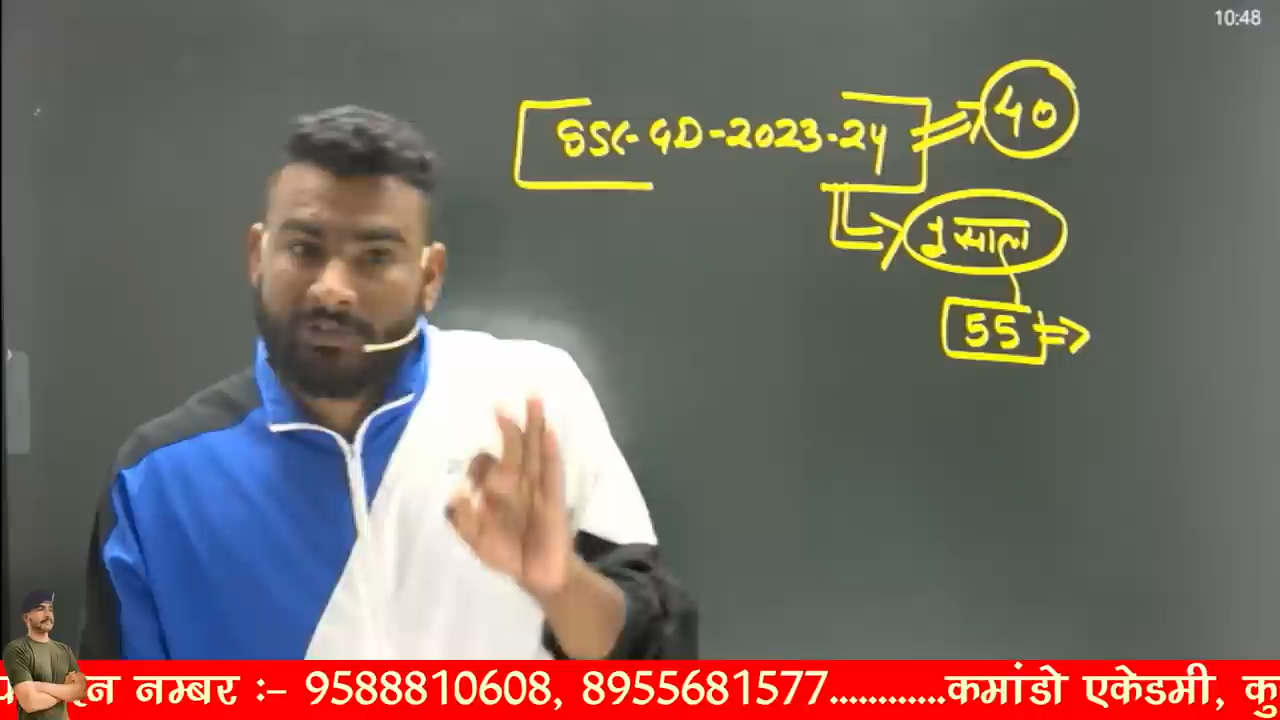 10:48
SSC-GD-2023-24
40
1 साल
55
न नम्बर :- 9588810608, 8955681577............कमांडो एकेडमी, कु